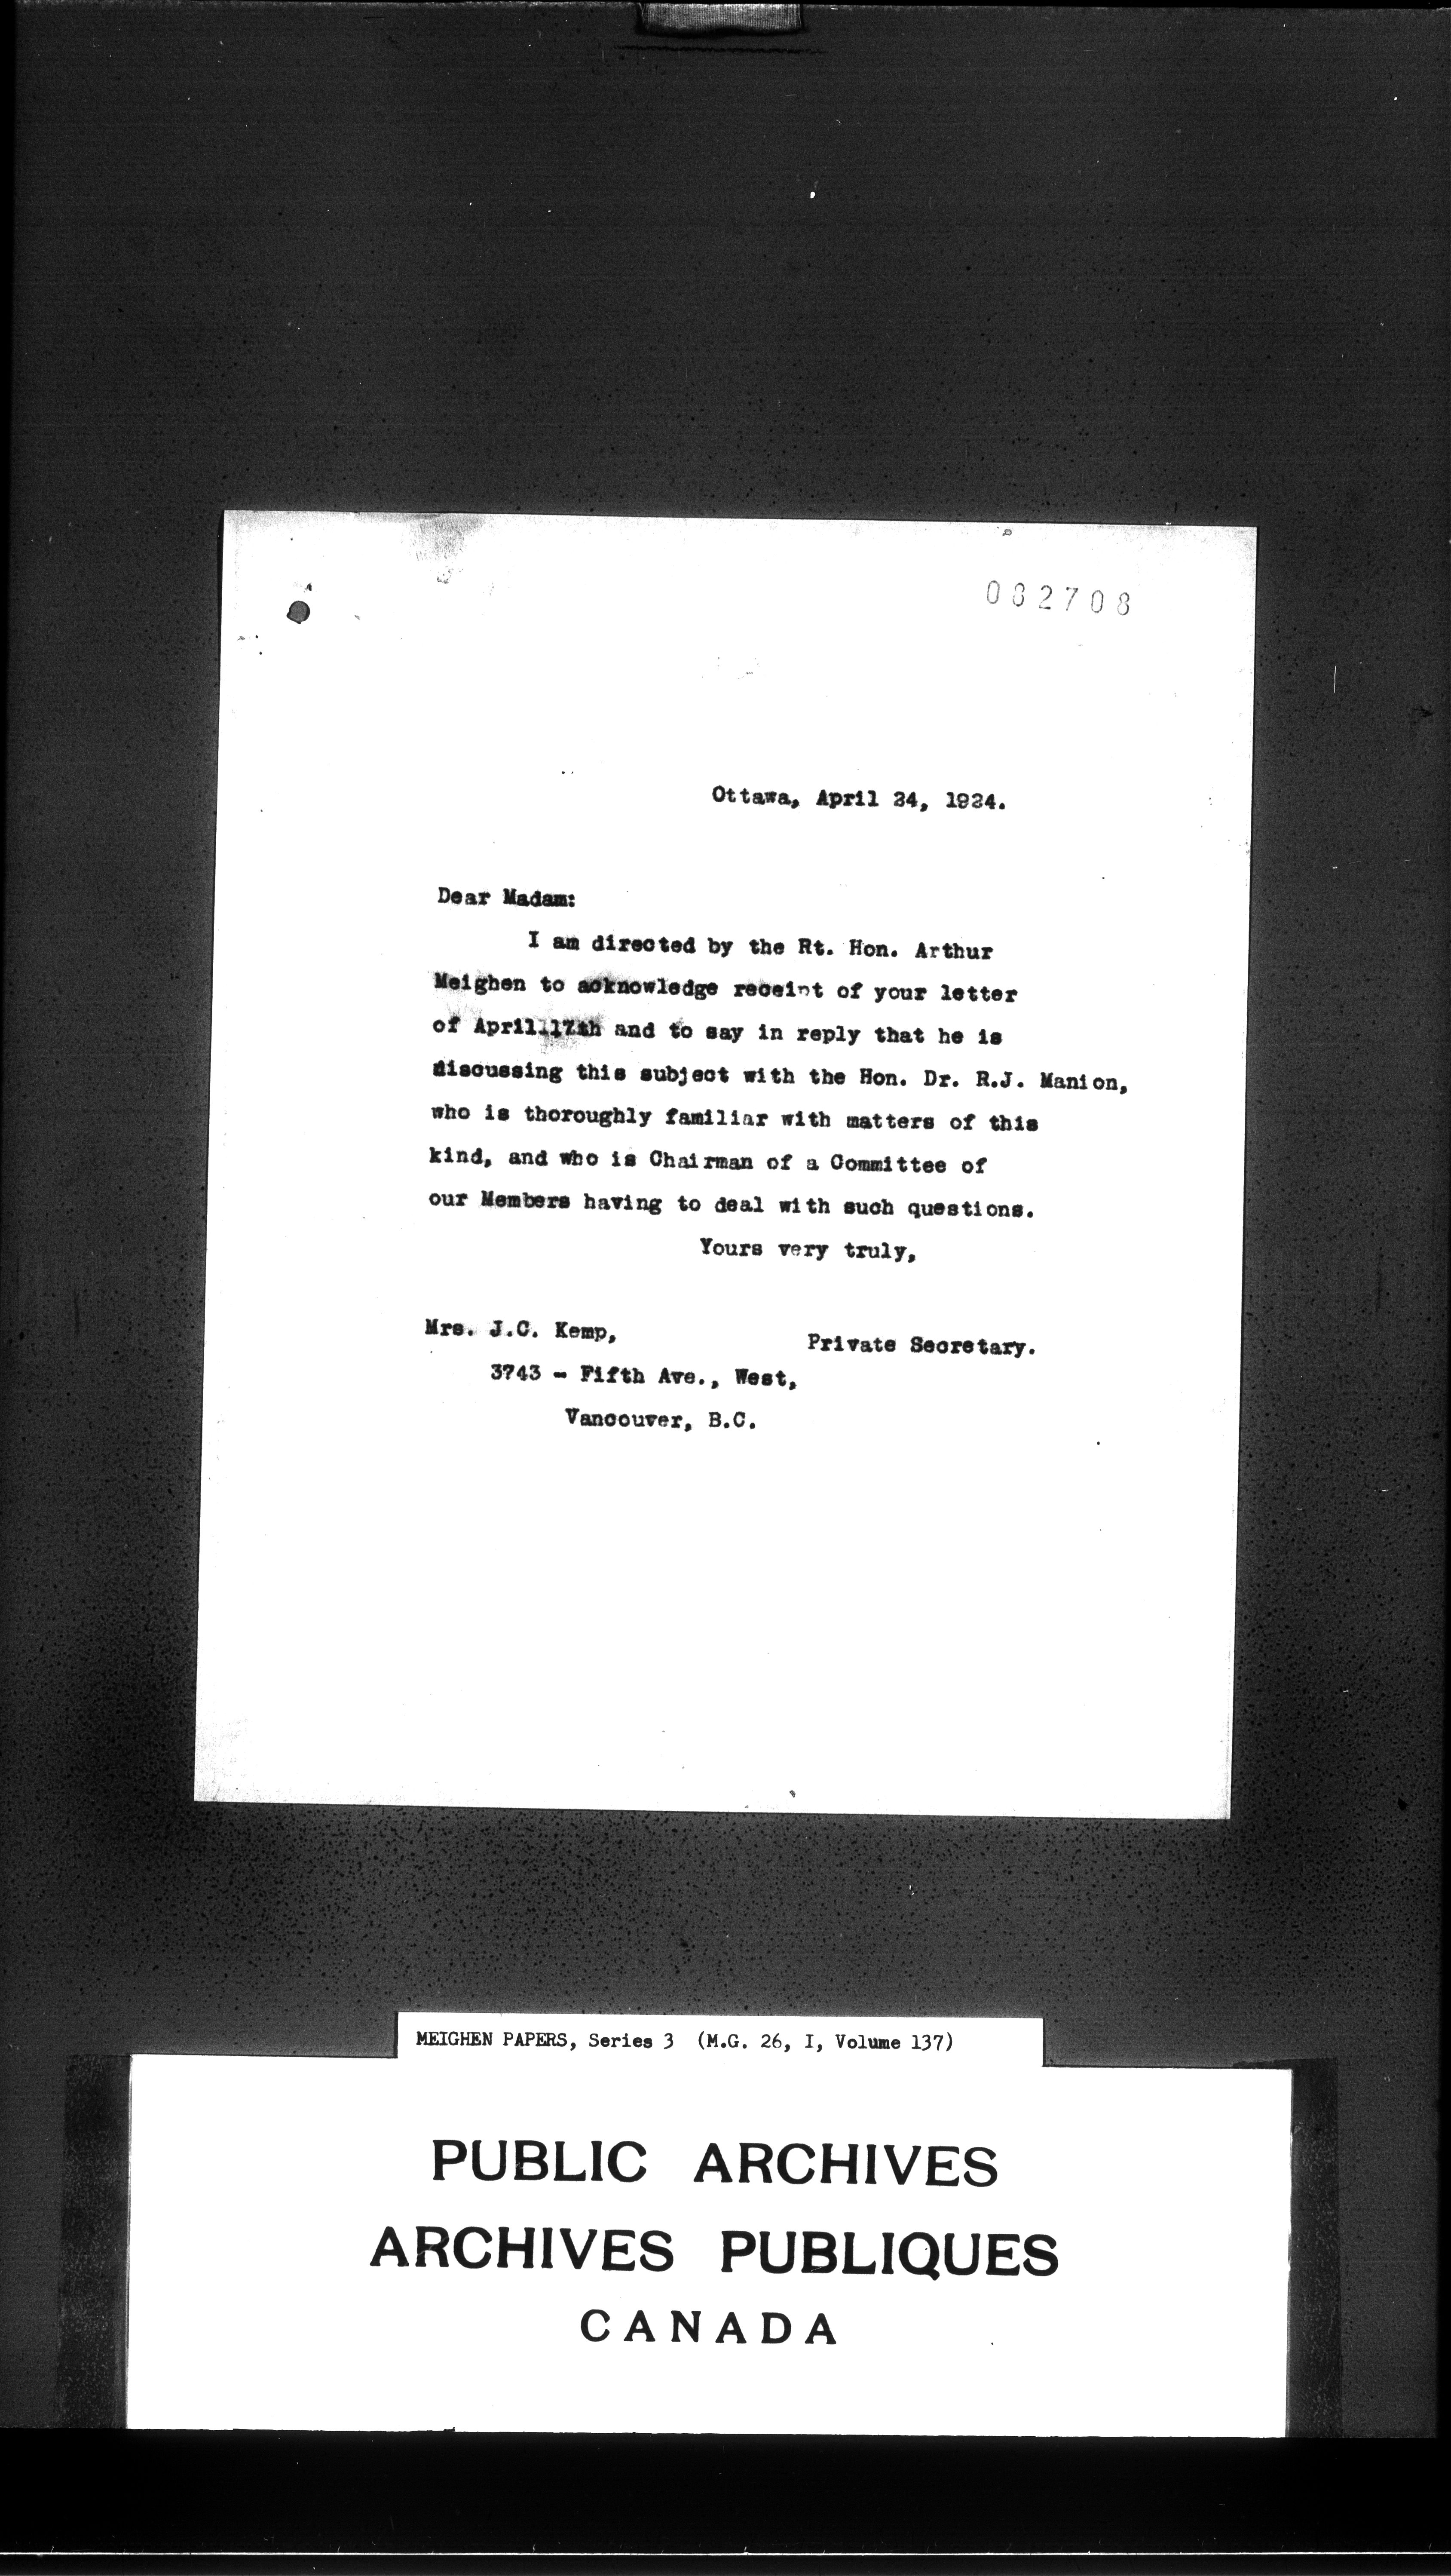 082708
Ottawa, April 24, 1924.
Dear Madam:
I am directed by the Rt. Hon. Arthur
Meighen to acknowledge receipt of your letter
of April 17th and to say in reply that he is
discussing this subject with the Hon. Dr. R.J. Manion,
who is thoroughly familiar with matters of this
kind, and who is Chairman of a Committee of
our Members having to deal with such questions.
Yours very truly,
Mrs. J.C. Kemp,
Private Secretary.
3743 - Fifth Ave., West,
Vancouver, B.C.
MEIGHEN PAPERS, Series 3 (M.G. 26, I, Volume 137)
PUBLIC ARCHIVES
ARCHIVES PUBLIQUES
CANADA